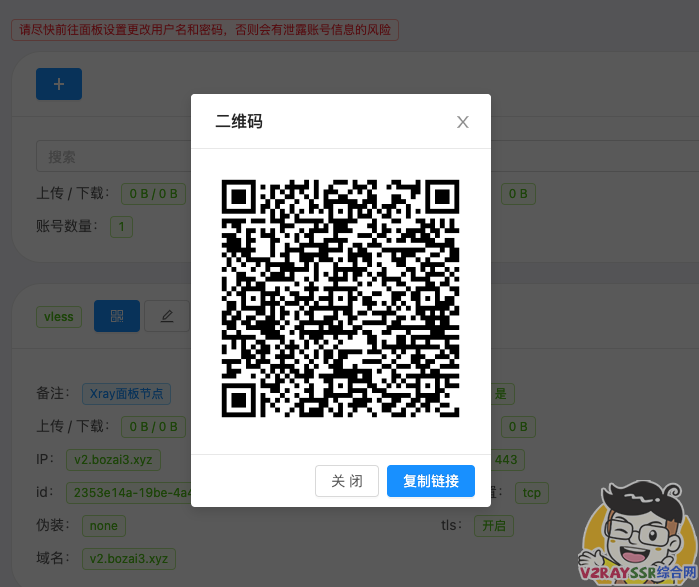 请尽快前往面板设置更改用户名和密码，否则会有泄露账号信息的风险
+
二维码
搜索
上传 / 下载： 0 B / 0 B
0 B
账号数量： 1
vless
备注： Xray面板节点
是
上传 / 下载： 0 B / 0 B
0 B
IP： v2.bozai3.xyz
443
关 闭
复制链接
id： 2353e14a-19be-4a4
tcp
伪装： none
tls： 开启
域名： v2.bozai3.xyz
V2RAYSSR综合网